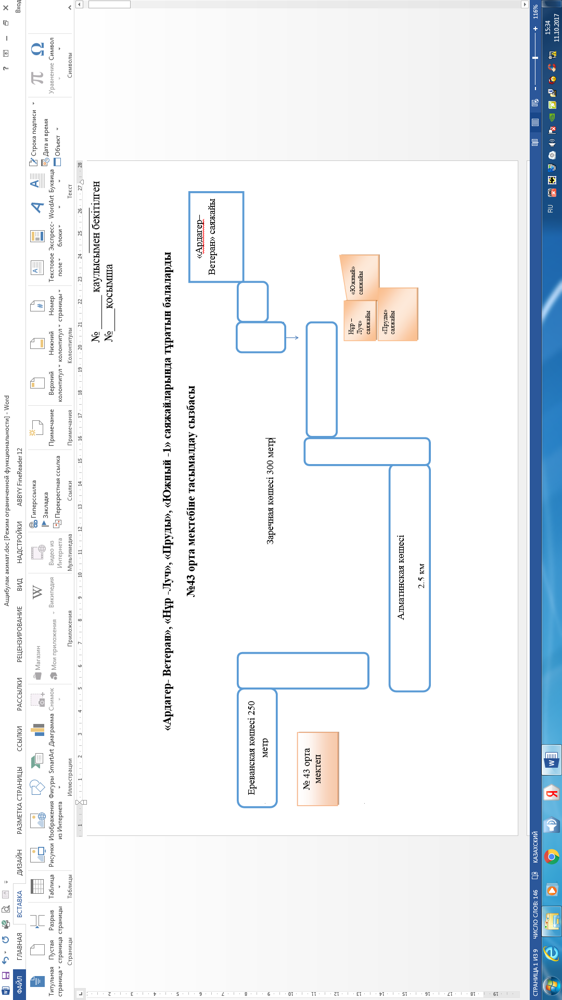 Ащибулак акимат.doc [Режим ограниченной функциональности] - Word
Вход
ФАЙЛ ГЛАВНАЯ ВСТАВКА ДИЗАЙН РАЗМЕТКА СТРАНИЦЫ ССЫЛКИ РАССЫЛКИ РЕЦЕНЗИРОВАНИЕ ВИД НАДСТРОЙКИ ABBYY FineReader 12
Титульная страница
Пустая страница
Разрыв страницы
Страницы
Таблица
Таблицы
Рисунки
Изображения из Интернета
Фигуры
SmartArt
Диаграмма
Снимок
Иллюстрации
Магазин
Мои приложения
Википедия
Приложения
Видео из Интернета
Мультимедиа
Гиперссылка
Закладка
Перекрестная ссылка
Ссылки
Примечание
Примечания
Верхний колонтитул
Нижний колонтитул
Номер страницы
Колонтитулы
Текстовое поле
Экспресс-блоки
WordArt
Буквица
Строка подписи
Дата и время
Объект
Текст
Уравнение
Символ
Символы
№ ______ қаулысымен бекітілген
№ ____ қосымша
«Ардагер- Ветеран», «Нұр -Луч», «Пруды», «Южный -1» саяжайларында тұратын балаларды
№43 орта мектебіне тасымалдау сызбасы
«Ардагер–
Ветеран» саяжайы
Заречная көшесі 300 метр
Ереванская көшесі 250
метр
№ 43 орта
мектеп
«Южный»
саяжайы
Нұр –
Луч»
саяжайы
«Пруды»
саяжайы
Алматинская көшесі
2.5 км
СТРАНИЦА 1 ИЗ 9 ЧИСЛО СЛОВ: 146 КАЗАХСКИЙ 116%
RU
15:34
11.10.2017